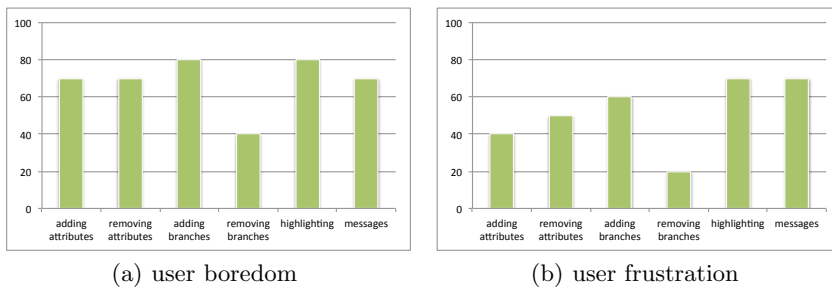 100
80
60
40
20
0
adding attributes
removing attributes
adding branches
removing branches
highlighting
messages
(a) user boredom
100
80
60
40
20
0
adding attributes
removing attributes
adding branches
removing branches
highlighting
messages
(b) user frustration